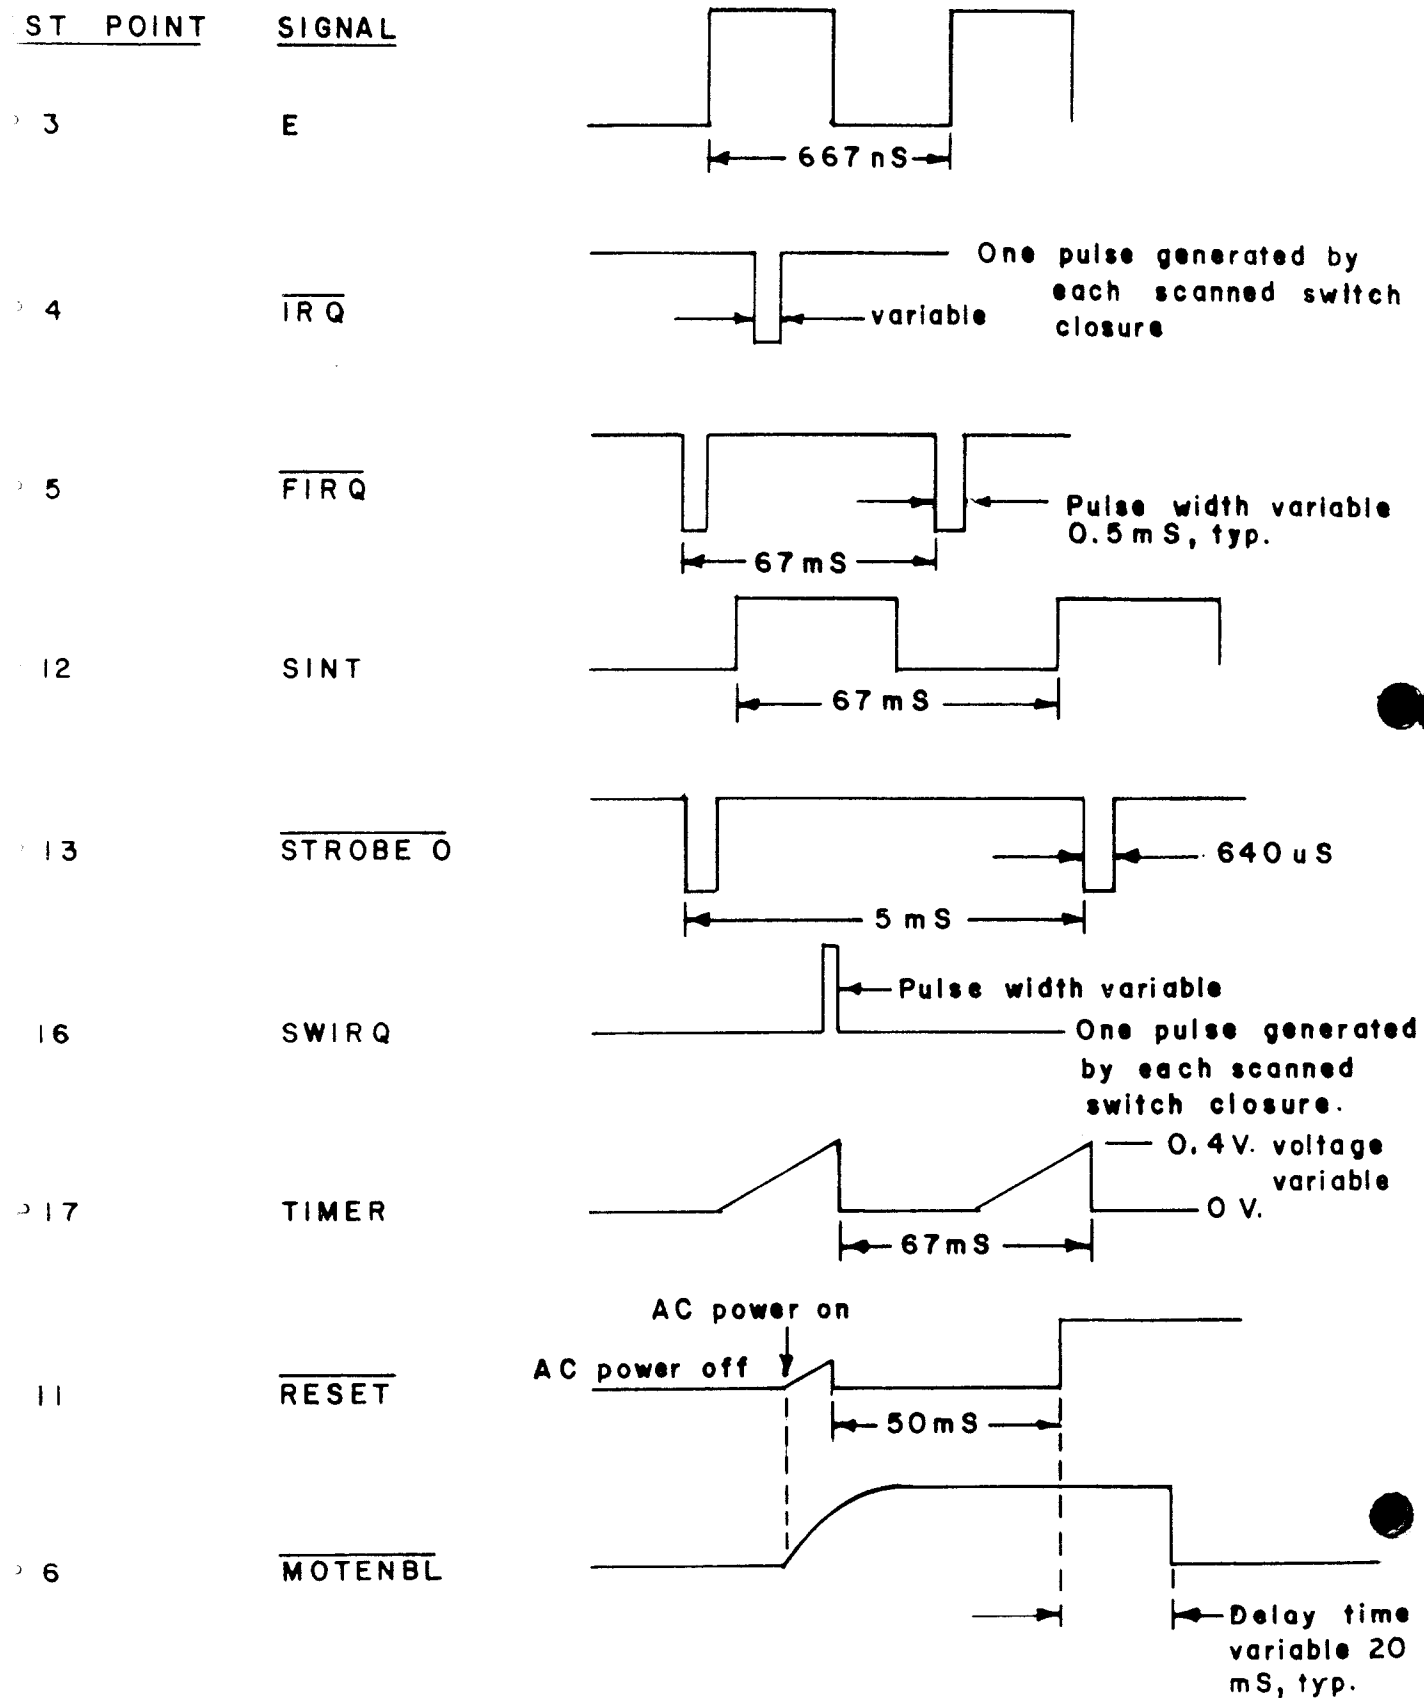 ST POINT SIGNAL
3 E
667 nS
One pulse generated by
each scanned switch
closure
4 IRQ
variable
5 FIRQ
Pulse width variable
0.5 mS, typ.
67 mS
12 SINT
67 mS
13 STROBE 0
640 uS
5 mS
Pulse width variable
16 SWIRQ
One pulse generated
by each scanned
switch closure.
0.4 V. voltage
variable
17 TIMER
0 V.
67 mS
AC power on
AC power off
11 RESET
50 mS
6 MOTENBL
Delay time
variable 20
mS, typ.